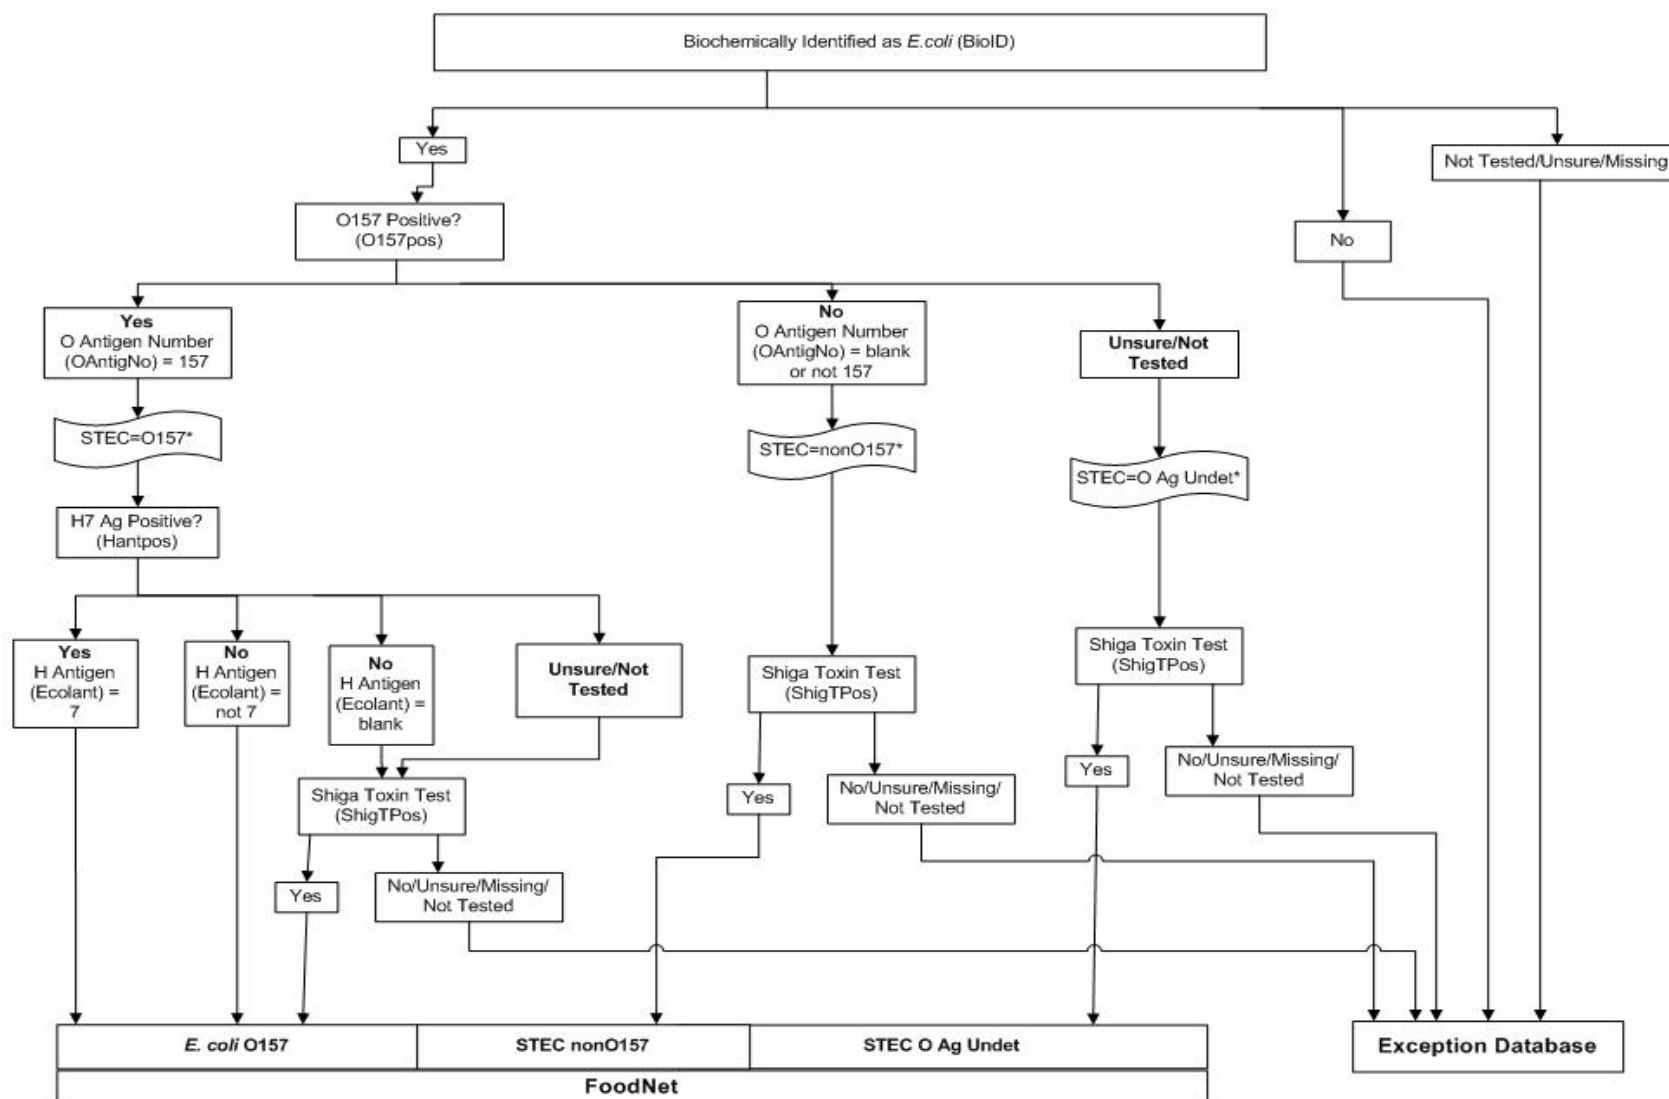 Biochemically Identified as E.coli (BioID)
Yes
Not Tested/Unsure/Missing
O157 Positive?
(O157pos)
No
Yes
O Antigen Number
(OAntigNo) = 157
No
O Antigen Number
(OAntigNo) = blank
or not 157
Unsure/Not
Tested
STEC=O157*
STEC=nonO157*
STEC=O Ag Undet*
H7 Ag Positive?
(Hantpos)
Yes
H Antigen
(Ecolant) =
7
No
H Antigen
(Ecolant) =
not 7
No
H Antigen
(Ecolant) =
blank
Unsure/Not
Tested
Shiga Toxin Test
(ShigTPos)
Shiga Toxin Test
(ShigTPos)
Yes
No/Unsure/Missing/
Not Tested
Shiga Toxin Test
(ShigTPos)
Yes
No/Unsure/Missing/
Not Tested
Yes
No/Unsure/Missing/
Not Tested
E. coli O157
STEC nonO157
STEC O Ag Undet
Exception Database
FoodNet